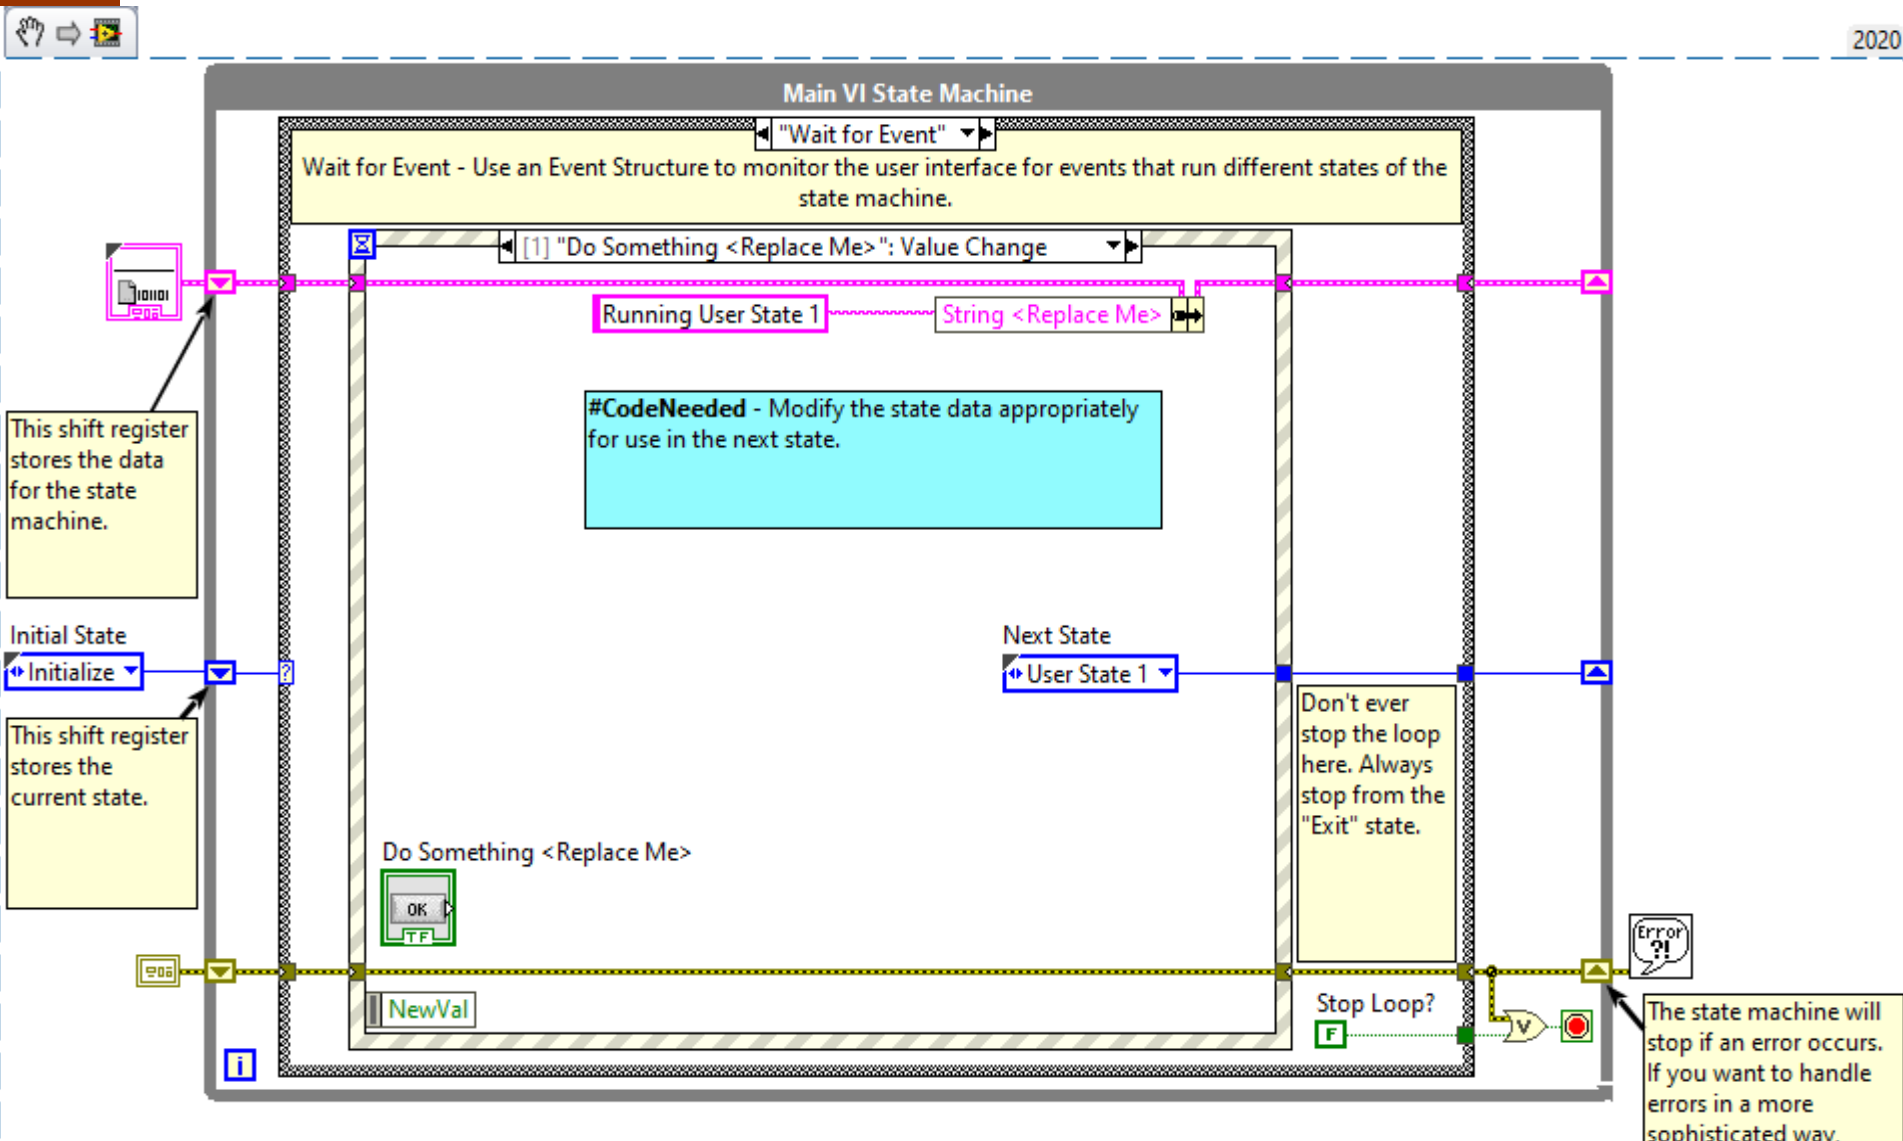 2020
Main VI State Machine
"Wait for Event"
Wait for Event - Use an Event Structure to monitor the user interface for events that run different states of the
state machine.
[1] "Do Something <Replace Me>": Value Change
Running User State 1
String <Replace Me>
#CodeNeeded - Modify the state data appropriately
for use in the next state.
This shift register
stores the data
for the state
machine.
Initial State
Initialize
?
This shift register
stores the
current state.
Next State
User State 1
Don't ever
stop the loop
here. Always
stop from the
"Exit" state.
Do Something <Replace Me>
OK
TF
NewVal
Stop Loop?
F
V
i
Error
?!
The state machine will
stop if an error occurs.
If you want to handle
errors in a more
sophisticated way,